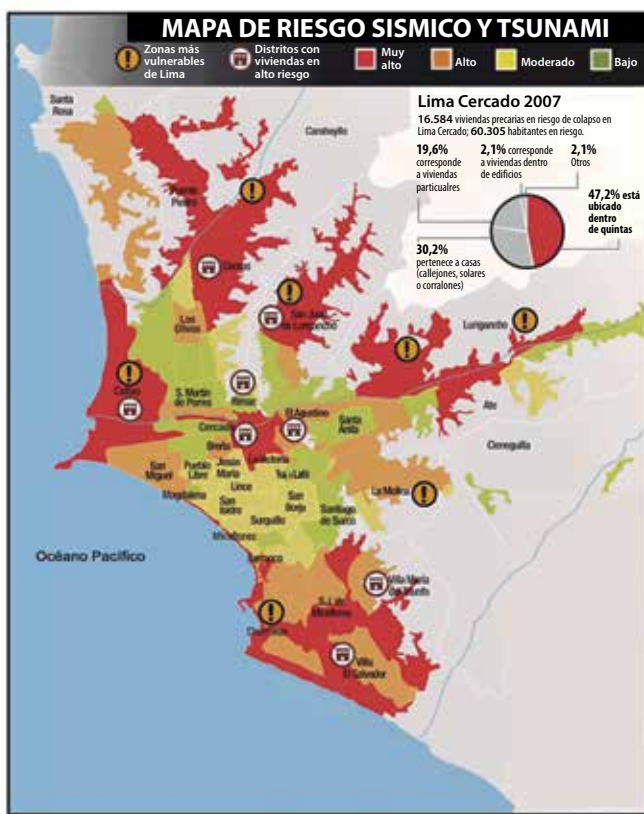 MAPA DE RIESGO SISMICO Y TSUNAMI
Zonas más
vulnerables
de Lima
Distritos con
viviendas en
alto riesgo
Muy
alto
Alto
Moderado
Bajo
Lima Cercado 2007
16.584 viviendas precarias en riesgo de colapso en
Lima Cercado; 60.305 habitantes en riesgo.
19,6%
corresponde
a viviendas
particualres
2,1% corresponde
a viviendas dentro
de edificios
2,1%
Otros
47,2% está
ubicado
dentro
de quintas
30,2%
pertenece a casas
(callejones, solares
o corralones)
Santa
Rosa
Carabayllo
Puente
Piedra
Comas
San Juan
de Lurigancho
Lurigancho
Los Olivos
Callao
S. Martín
de Porres
Rímac
Cercado
El Agustino
Santa
Anita
Ate
Cieneguilla
Breña
La Victoria
San
Miguel
Pueblo
Libre
Jesús
María
Lince
Magdalena
San
Isidro
San
Borja
La Molina
Surquillo
Santiago
de Surco
Miraflores
Barranco
Océano Pacífico
S. J. de
Miraflores
Villa María
del Triunfo
Chorrillos
Villa
El Salvador